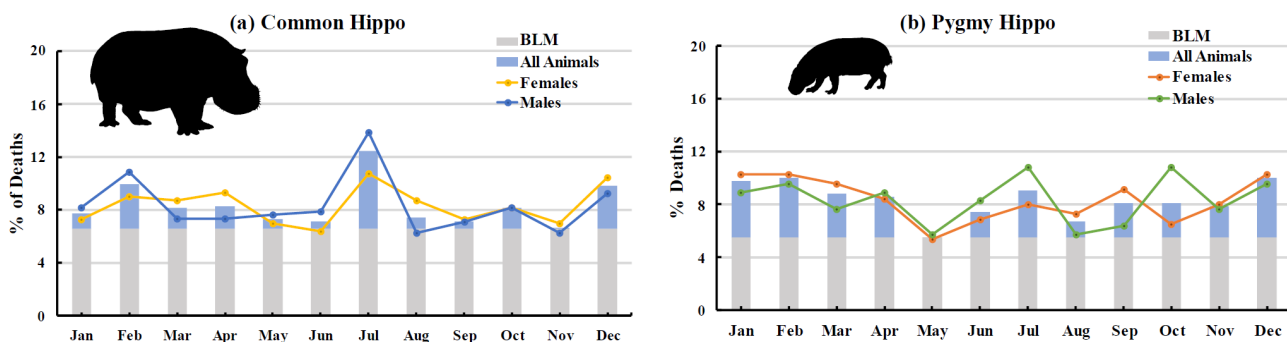 (a) Common Hippo
BLM
All Animals
Females
Males
20
16
12
8
4
0
% of Deaths
Jan Feb Mar Apr May Jun Jul Aug Sep Oct Nov Dec
(b) Pygmy Hippo
BLM
All Animals
Females
Males
20
16
12
8
4
0
% Deaths
Jan Feb Mar Apr May Jun Jul Aug Sep Oct Nov Dec